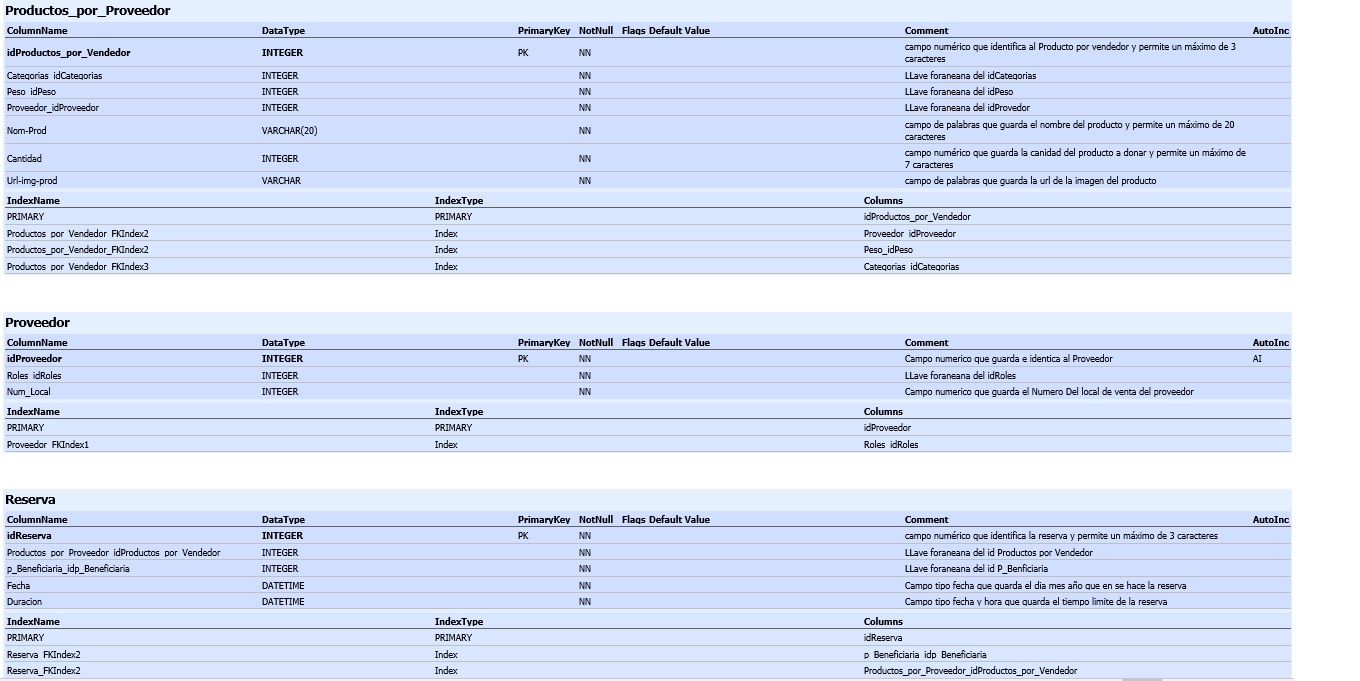 Productos_por_Proveedor
ColumnName DataType PrimaryKey NotNull Flags Default Value Comment AutoInc
idProductos_por_Vendedor INTEGER PK NN campo numérico que identifica al Producto por vendedor y permite un máximo de 3
caracteres
Categorias_idCategorias INTEGER NN LLave foraneana del idCategorias
Peso_idPeso INTEGER NN LLave foraneana del idPeso
Proveedor_idProveedor INTEGER NN LLave foraneana del idProvedor
Nom-Prod VARCHAR(20) NN campo de palabras que guarda el nombre del producto y permite un máximo de 20
caracteres
Cantidad INTEGER NN campo numérico que guarda la canidad del producto a donar y permite un máximo de
7 caracteres
Url-img-prod VARCHAR NN campo de palabras que guarda la url de la imagen del producto
IndexName IndexType Columns
PRIMARY PRIMARY idProductos_por_Vendedor
Productos_por_Vendedor_FKIndex2 Index Proveedor_idProveedor
Productos_por_Vendedor_FKIndex2 Index Peso_idPeso
Productos_por_Vendedor_FKIndex3 Index Categorias_idCategorias
Proveedor
ColumnName DataType PrimaryKey NotNull Flags Default Value Comment AutoInc
idProveedor INTEGER PK NN Campo numerico que guarda e identica al Proveedor AI
Roles_idRoles INTEGER NN LLave foraneana del idRoles
Num_Local INTEGER NN Campo numerico que guarda el Numero Del local de venta del proveedor
IndexName IndexType Columns
PRIMARY PRIMARY idProveedor
Proveedor_FKIndex1 Index Roles_idRoles
Reserva
ColumnName DataType PrimaryKey NotNull Flags Default Value Comment AutoInc
idReserva INTEGER PK NN campo numérico que identifica la reserva y permite un máximo de 3 caracteres
Productos_por_Proveedor_idProductos_por_Vendedor INTEGER NN LLave foraneana del id Productos por Vendedor
p_Beneficiaria_idp_Beneficiaria INTEGER NN LLave foraneana del id P_Benficiaria
Fecha DATETIME NN Campo tipo fecha que guarda el dia mes año que en se hace la reserva
Duracion DATETIME NN Campo tipo fecha y hora que guarda el tiempo limite de la reserva
IndexName IndexType Columns
PRIMARY PRIMARY idReserva
Reserva_FKIndex2 Index p_Beneficiaria_idp_Beneficiaria
Reserva_FKIndex2 Index Productos_por_Proveedor_idProductos_por_Vendedor